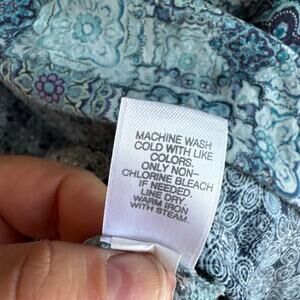 MACHINE WASH
COLD WITH LIKE
COLORS.
ONLY NON-
CHLORINE BLEACH
IF NEEDED.
LINE DRY.
WARM IRON
WITH STEAM.